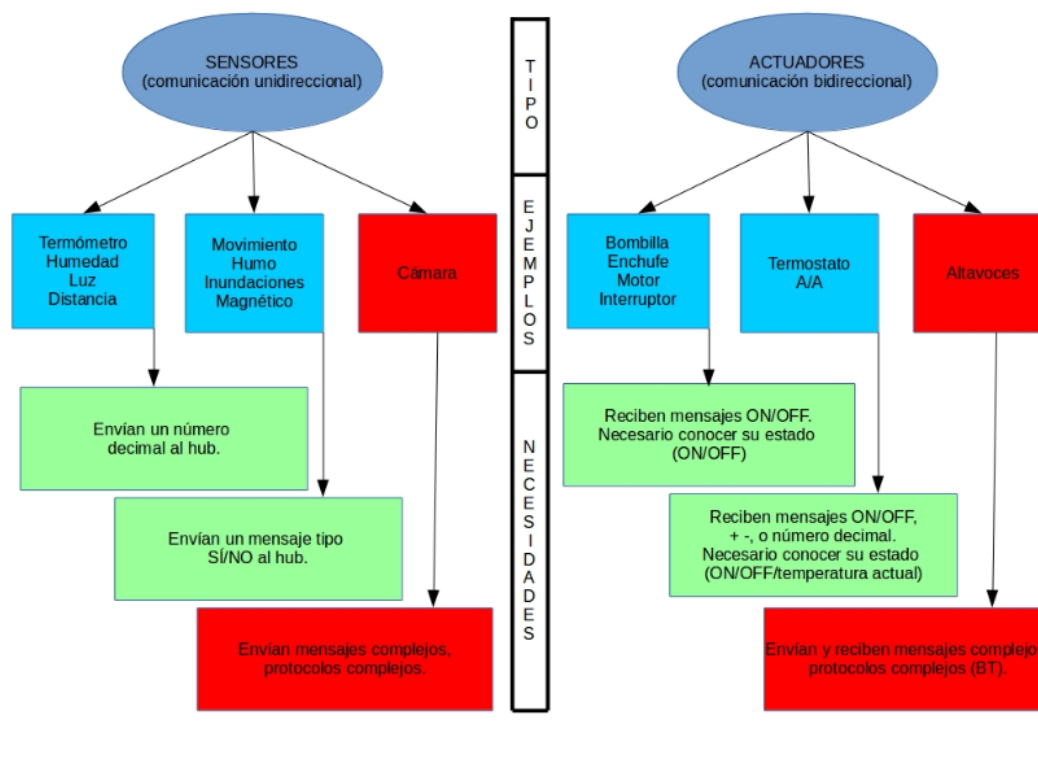 SENSORES
(comunicación unidireccional)
TIPO
ACTUADORES
(comunicación bidireccional)
Termómetro
Humedad
Luz
Distancia
Movimiento
Humo
Inundaciones
Magnético
Cámara
EJEMPLOS
Bombilla
Enchufe
Motor
Interruptor
Termostato
A/A
Altavoces
Envían un número
decimal al hub.
Envían un mensaje tipo
SÍ/NO al hub.
Envían mensajes complejos,
protocolos complejos.
NECESIDADES
Reciben mensajes ON/OFF.
Necesario conocer su estado
(ON/OFF)
Reciben mensajes ON/OFF,
+ -, o número decimal.
Necesario conocer su estado
(ON/OFF/temperatura actual)
Envían y reciben mensajes complejo
protocolos complejos (BT).